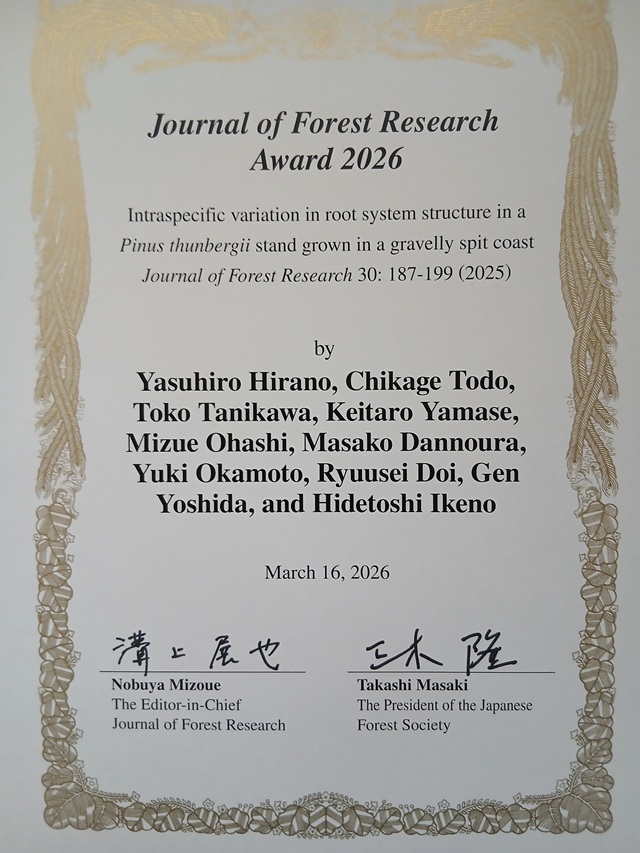 Journal of Forest Research
Award 2026
Intraspecific variation in root system structure in a
Pinus thunbergii stand grown in a gravelly spit coast
Journal of Forest Research 30: 187-199 (2025)
by
Yasuhiro Hirano, Chikage Todo,
Toko Tanikawa, Keitaro Yamase,
Mizue Ohashi, Masako Dannoura,
Yuki Okamoto, Ryuusei Doi, Gen
Yoshida, and Hidetoshi Ikeno
March 16, 2026
溝上展也
正木隆
Nobuya Mizoue
Takashi Masaki
The Editor-in-Chief
The President of the Japanese
Journal of Forest Research
Forest Society